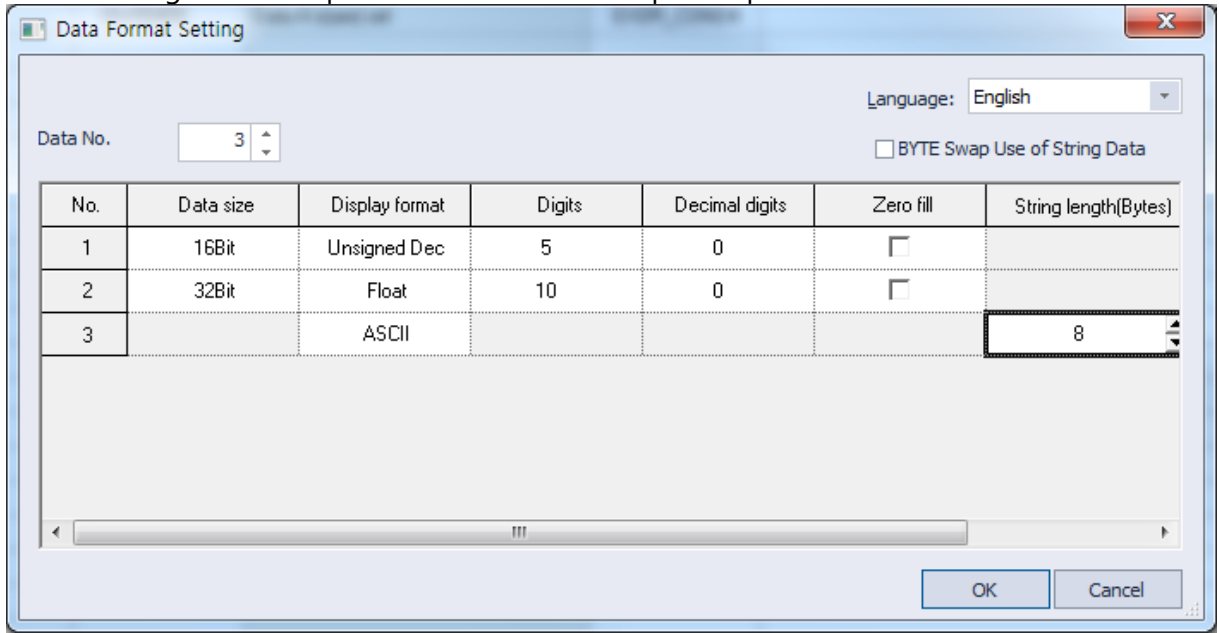 Data Format Setting
Language: English
Data No. 3
BYTE Swap Use of String Data
No. Data size Display format Digits Decimal digits Zero fill String length(Bytes)
1 16Bit Unsigned Dec 5 0
2 32Bit Float 10 0
3 ASCII 8
OK Cancel